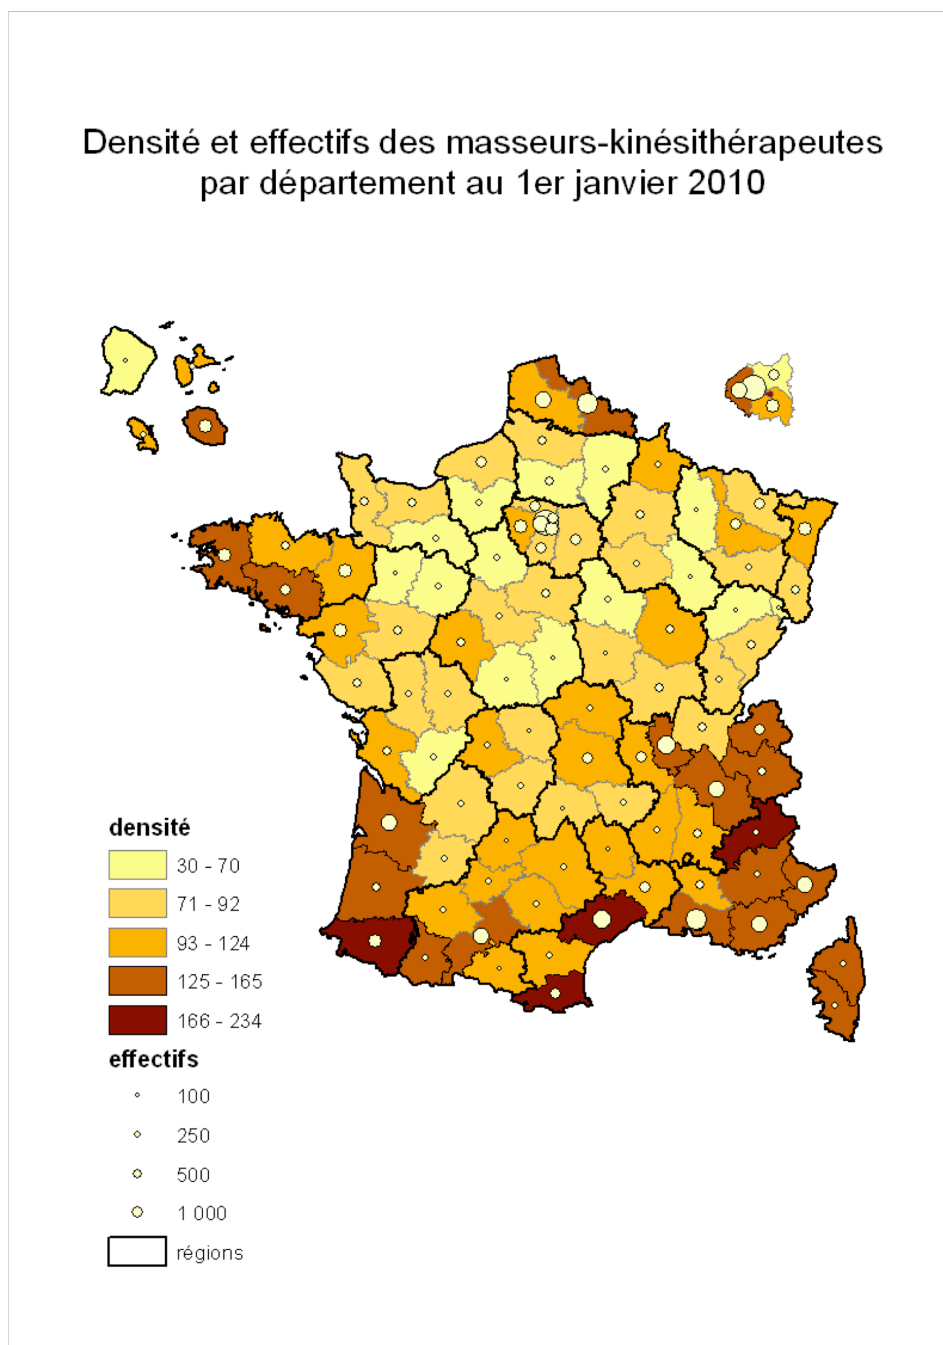 Densité et effectifs des masseurs-kinésithérapeutes
par département au 1er janvier 2010
densité
30 - 70
71 - 92
93 - 124
125 - 165
166 - 234
effectifs
100
250
500
1 000
régions